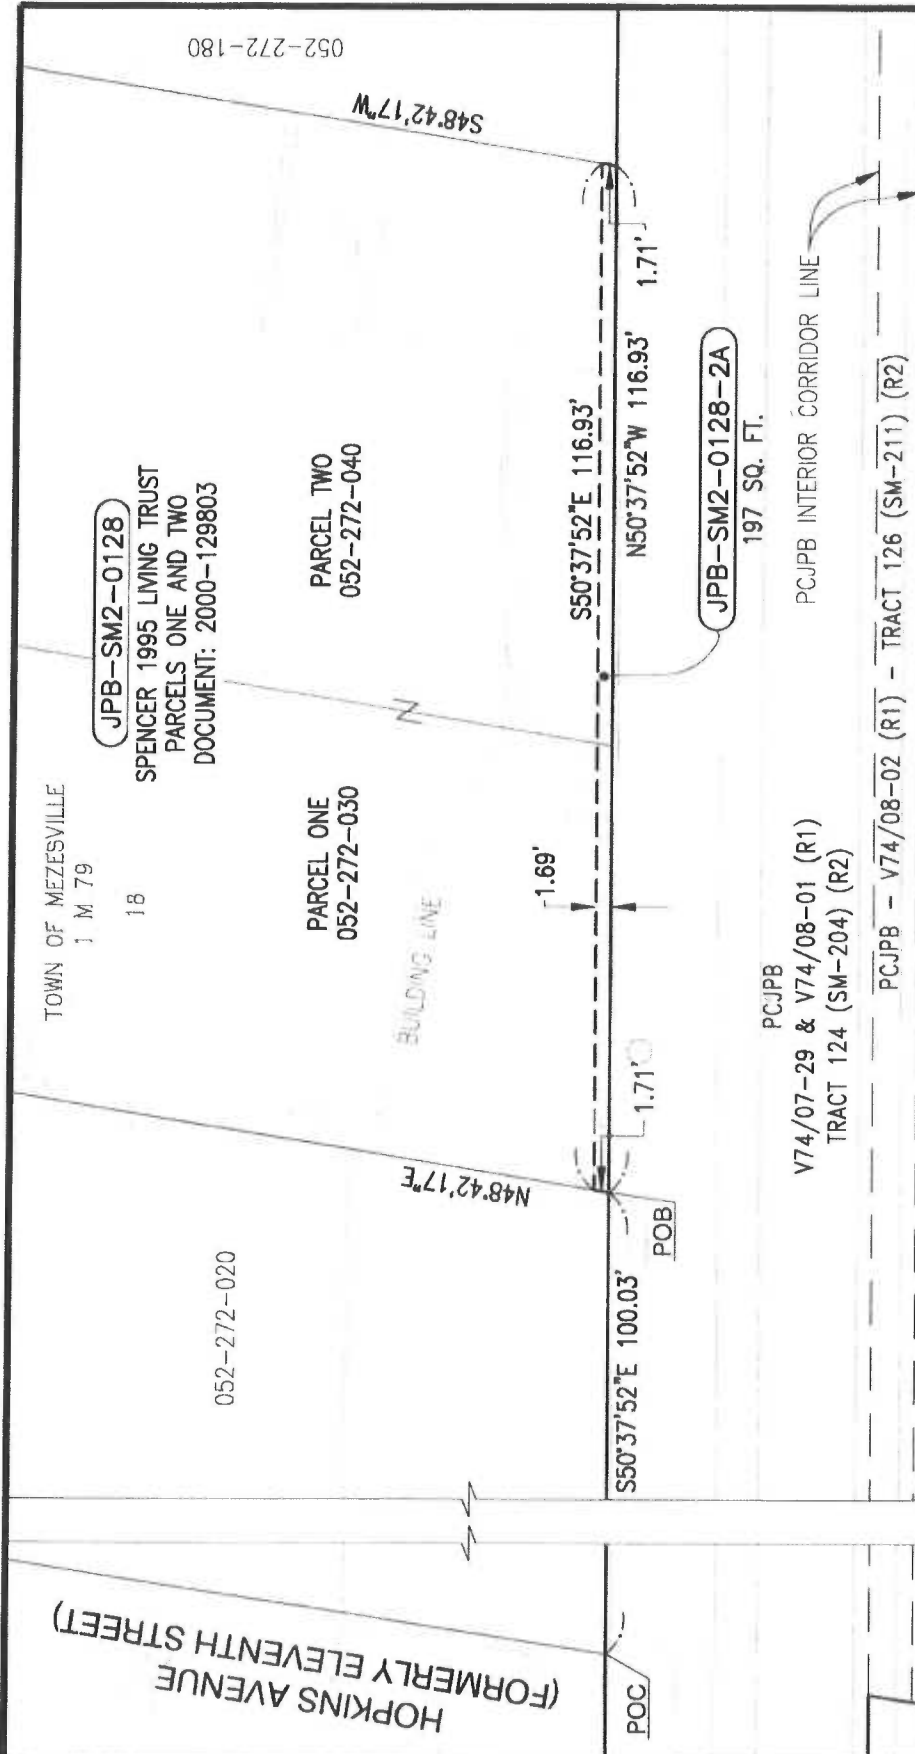 HOPKINS AVENUE
(FORMERLY ELEVENTH STREET)
POC
052-272-020
S50°37'52"E 100.03'
POB
N48°42'17"E
TOWN OF MEZESVILLE
1 M 79
18
JPB-SM2-0128
SPENCER 1995 LIVING TRUST
PARCELS ONE AND TWO
DOCUMENT: 2000-129803
PARCEL ONE
052-272-030
BUILDING LINE
1.71'
1.69'
PARCEL TWO
052-272-040
S50°37'52"E 116.93'
N50°37'52"W 116.93'
1.71'
S48°42'17"W
052-272-180
JPB-SM2-0128-2A
197 SQ. FT.
PCJPB INTERIOR CORRIDOR LINE
PCJPB
V74/07-29 & V74/08-01 (R1)
TRACT 124 (SM-204) (R2)
PCJPB - V74/08-02 (R1) - TRACT 126 (SM-211) (R2)